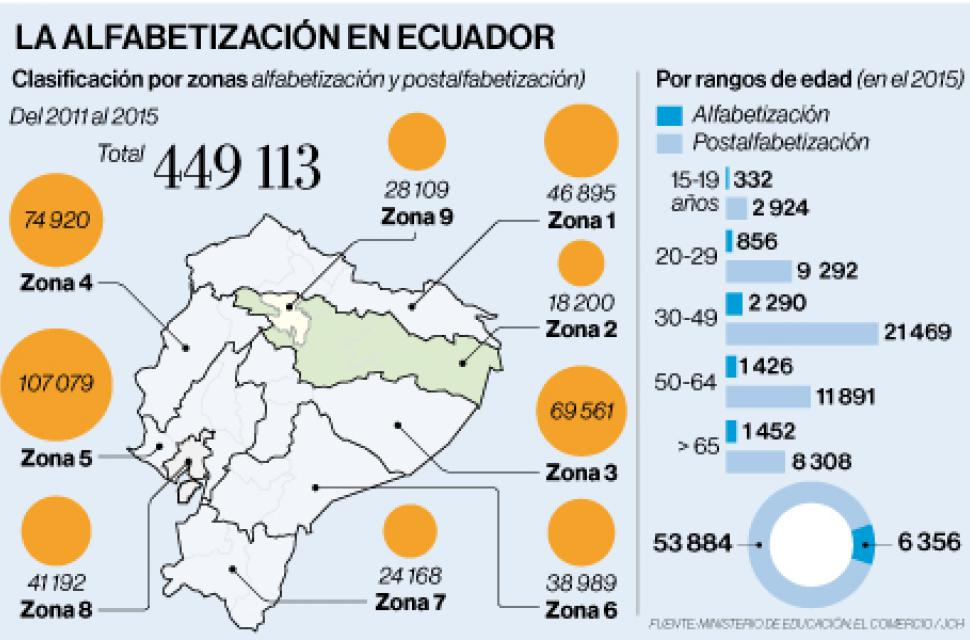 LA ALFABETIZACIÓN EN ECUADOR
Clasificación por zonas alfabetización y postalfabetización)
Del 2011 al 2015
Total 449 113
74 920
Zona 4
107 079
Zona 5
41 192
Zona 8
28 109
Zona 9
46 895
Zona 1
18 200
Zona 2
69 561
Zona 3
24 168
Zona 7
38 989
Zona 6
Por rangos de edad (en el 2015)
Alfabetización
Postalfabetización
15-19 años
332
2 924
20-29
856
9 292
30-49
2 290
21 469
50-64
1 426
11 891
> 65
1 452
8 308
53 884
6 356
FUENTE: MINISTERIO DE EDUCACIÓN, EL COMERCIO / JCH